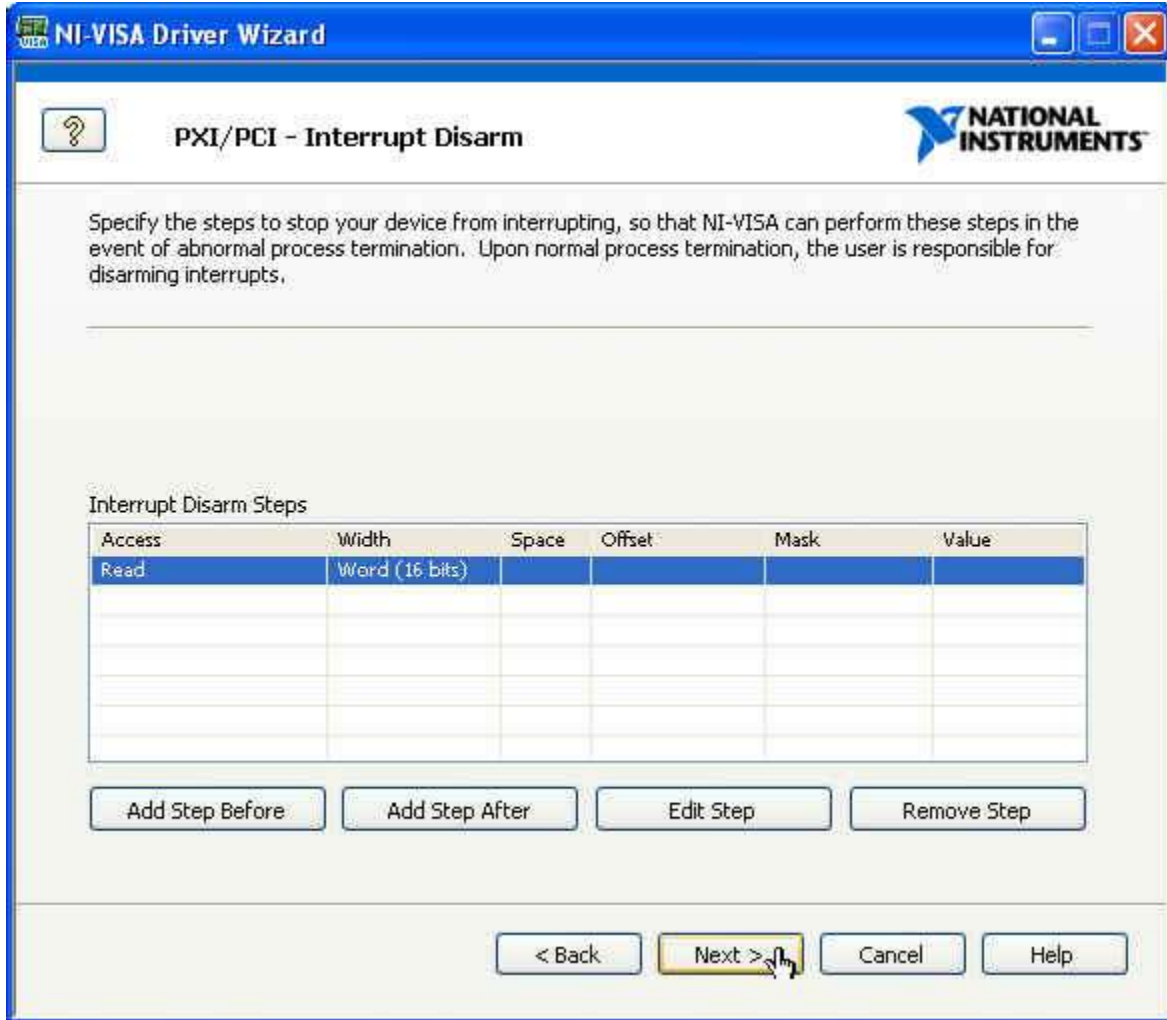 NI-VISA Driver Wizard
?
PXI/PCI - Interrupt Disarm
NATIONAL
INSTRUMENTS
Specify the steps to stop your device from interrupting, so that NI-VISA can perform these steps in the
event of abnormal process termination. Upon normal process termination, the user is responsible for
disarming interrupts.
Interrupt Disarm Steps
Access Width Space Offset Mask Value
Read Word (16 bits)
Add Step Before Add Step After Edit Step Remove Step
< Back Next > Cancel Help